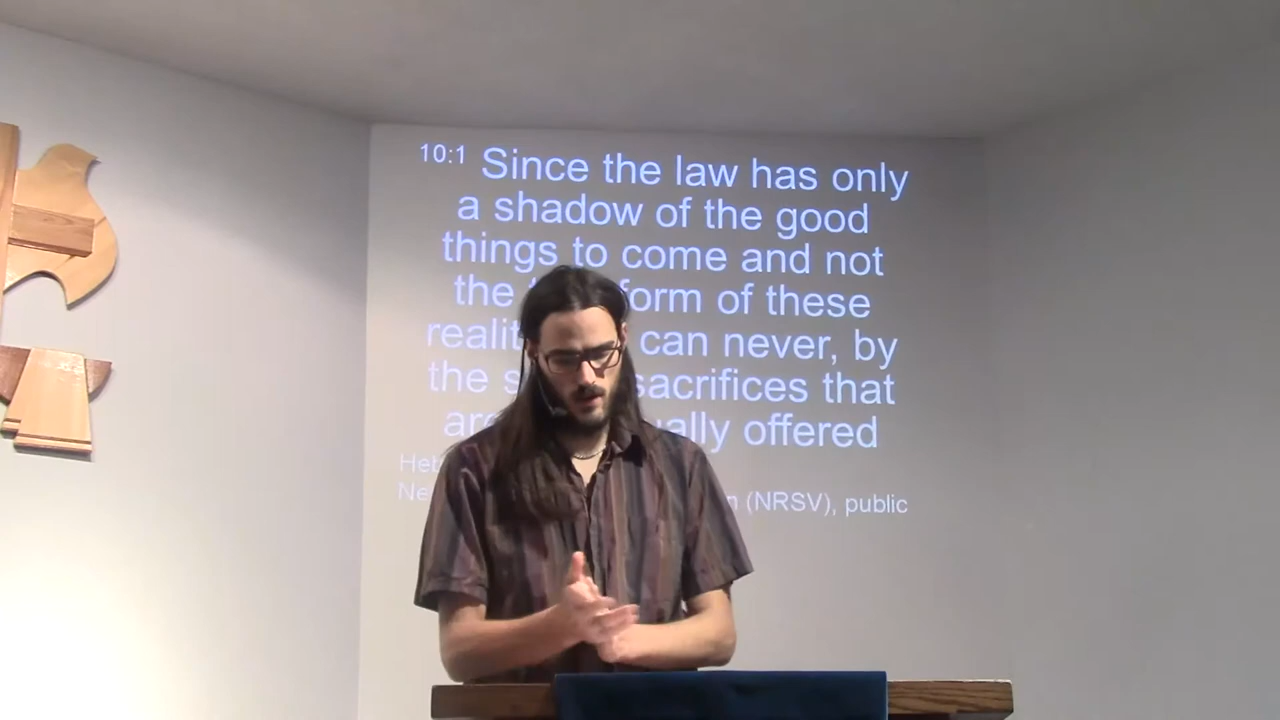 10:1 Since the law has only
a shadow of the good
things to come and not
the form of these
can never, by
the sacrifices that
offered
(NRSV), public